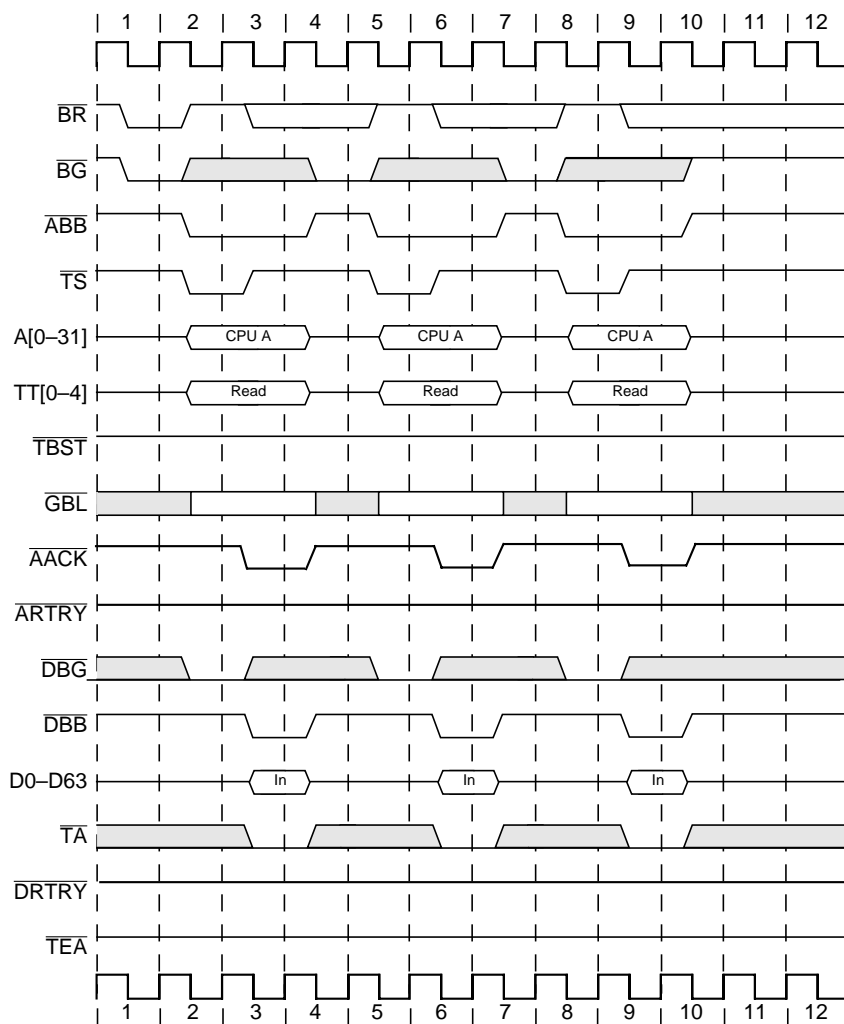 1 2 3 4 5 6 7 8 9 10 11 12
BR
BG
ABB
TS
A[0–31] CPU A CPU A CPU A
TT[0–4] Read Read Read
TBST
GBL
AACK
ARTRY
DBG
DBB
D0–D63 In In In
TA
DRTRY
TEA
1 2 3 4 5 6 7 8 9 10 11 12